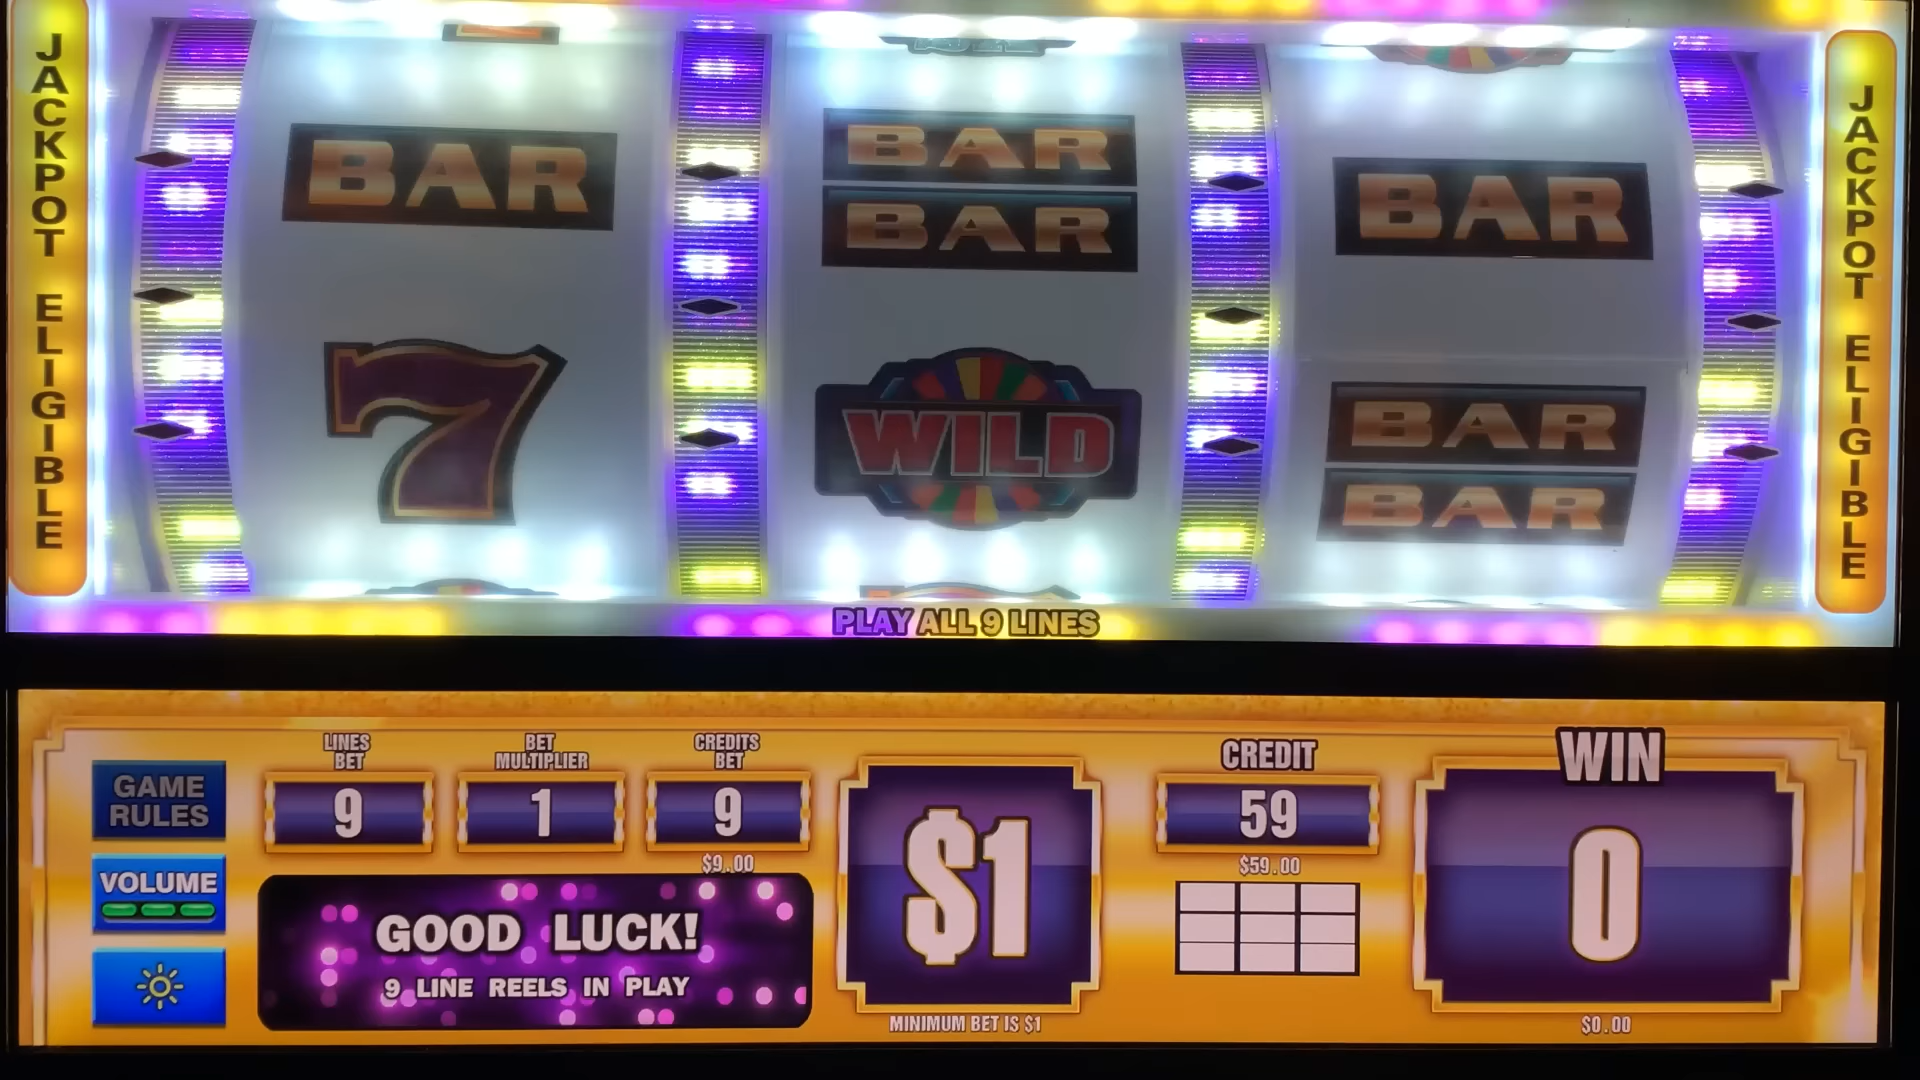 JACKPOT ELIGIBLE
BAR
BAR
BAR
BAR
7
WILD
BAR
BAR
JACKPOT ELIGIBLE
PLAY ALL 9 LINES
GAME
RULES
VOLUME
LINES
BET
9
BET
MULTIPLIER
1
CREDITS
BET
9
$9.00
GOOD LUCK!
9 LINE REELS IN PLAY
$1
MINIMUM BET IS $1
CREDIT
59
$59.00
WIN
0
$0.00